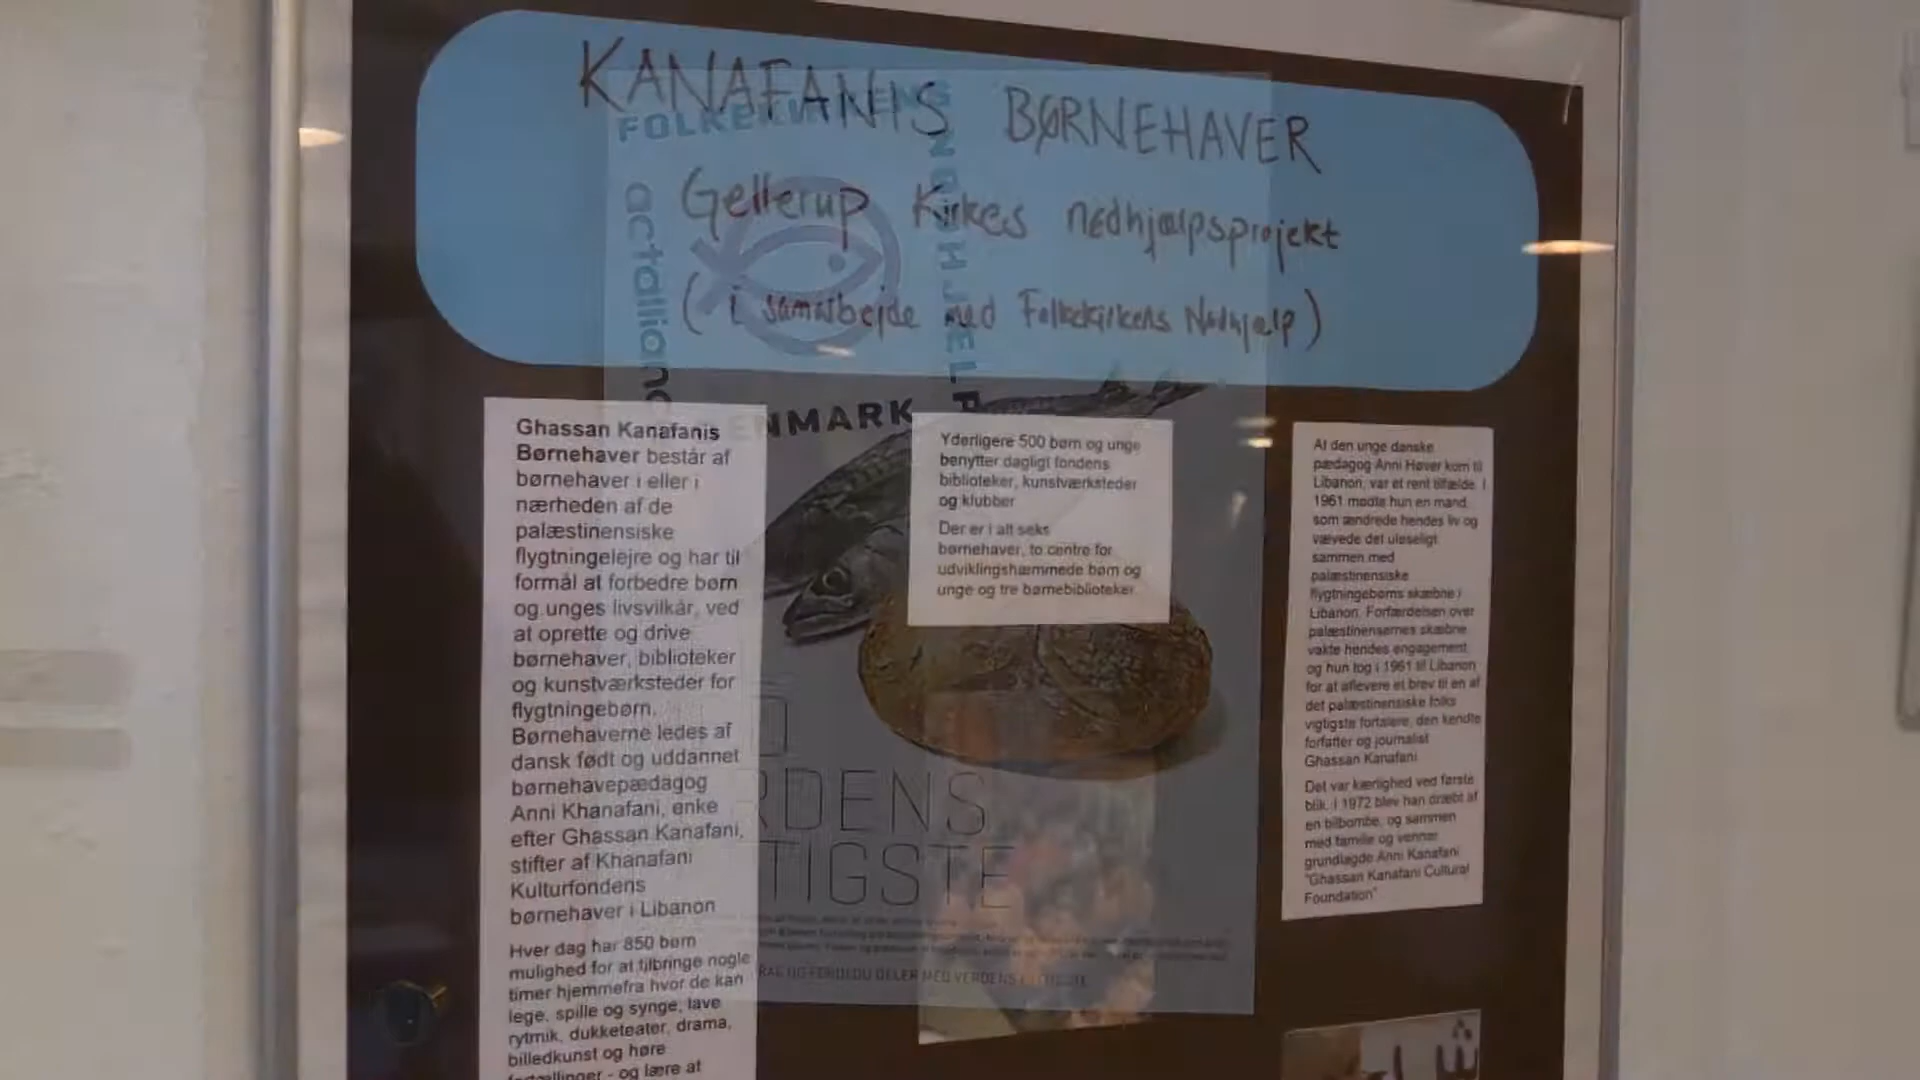 KANAFANIS BØRNEHAVER
Gellerup Kirkes nødhjælpsprojekt
( i samarbejde med Folkekirkens Nødhjælp )
Ghassan Kanafanis
Børnehaver består af
børnehaver i eller i
nærheden af de
palæstinensiske
flygtningelejre og har til
formål at forbedre børn
og unges livsvilkår, ved
at oprette og drive
børnehaver, biblioteker
og kunstværksteder for
flygtningebørn.
Børnehaverne ledes af
dansk født og uddannet
børnehavepædagog
Anni Khanafani, enke
efter Ghassan Kanafani,
stifter af Khanafani
Kulturfondens
børnehaver i Libanon
Hver dag har 850 børn
mulighed for at tilbringe nogle
timer hjemmefra hvor de kan
lege, spille og synge, lave
rytmik, dukketeater, drama,
billedkunst og høre
fortællinger - og lære at
Yderligere 500 børn og unge
benytter dagligt fondens
biblioteker, kunstværksteder
og klubber
Der er i alt seks
børnehaver, to centre for
udviklingshæmmede børn og
unge og tre børnebiblioteker.
At den unge danske
pædagog Anni Høver kom til
Libanon, var et rent tilfælde. I
1961 mødte hun en mand,
som ændrede hendes liv og
vævede det uløseligt
sammen med
palæstinensiske
flygtningebørns skæbne i
Libanon. Forfærdelsen over
palæstinensernes skæbne
vakte hendes engagement,
og hun tog i 1961 til Libanon
for at aflevere et brev til en af
det palæstinensiske folks
vigtigste fortalere, den kendte
forfatter og journalist
Ghassan Kanafani
Det var kærlighed ved første
blik. I 1972 blev han dræbt af
en bilbombe, og sammen
med familie og venner
grundlagde Anni Kanafani
"Ghassan Kanafani Cultural
Foundation"
FOLKEKIRKENS
NØDHJÆLP
actalliance
ENMARK
RDENS
TIGSTE